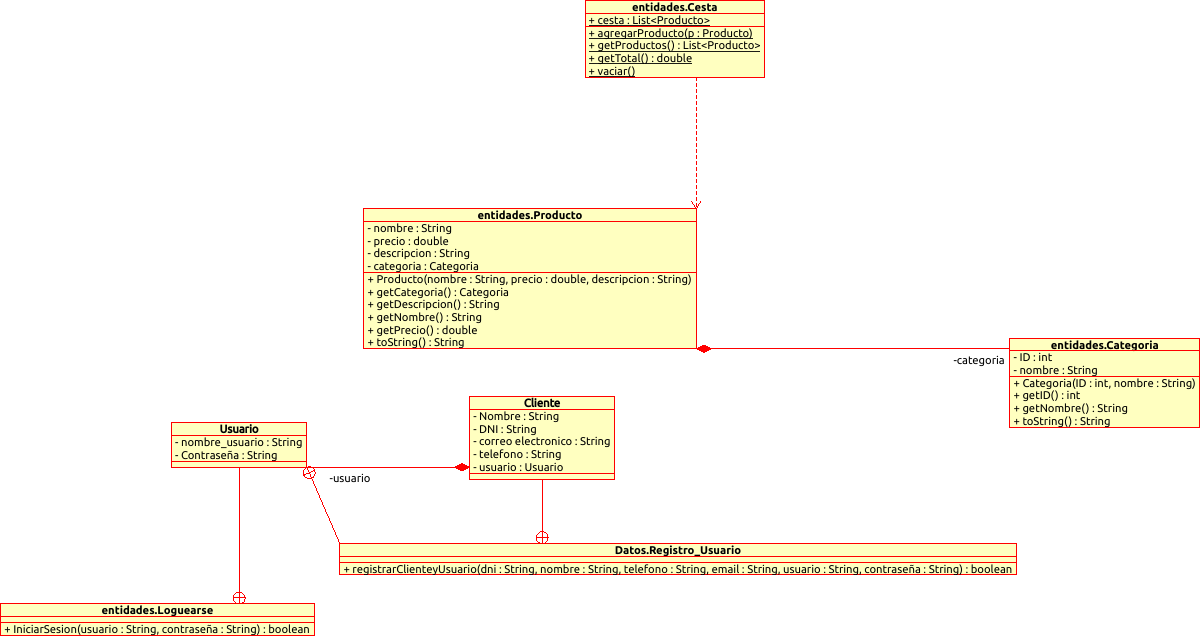 entidades.Cesta
+ cesta : List<Producto>
+ agregarProducto(p : Producto)
+ getProductos() : List<Producto>
+ getTotal() : double
+ vaciar()
entidades.Producto
- nombre : String
- precio : double
- descripcion : String
- categoria : Categoria
+ Producto(nombre : String, precio : double, descripcion : String)
+ getCategoria() : Categoria
+ getDescripcion() : String
+ getNombre() : String
+ getPrecio() : double
+ toString() : String
-categoria
entidades.Categoria
- ID : int
- nombre : String
+ Categoria(ID : int, nombre : String)
+ getID() : int
+ getNombre() : String
+ toString() : String
Cliente
- Nombre : String
- DNI : String
- correo electronico : String
- telefono : String
- usuario : Usuario
Usuario
- nombre_usuario : String
- Contraseña : String
-usuario
Datos.Registro_Usuario
+ registrarClienteyUsuario(dni : String, nombre : String, telefono : String, email : String, usuario : String, contraseña : String) : boolean
entidades.Loguearse
+ IniciarSesion(usuario : String, contraseña : String) : boolean